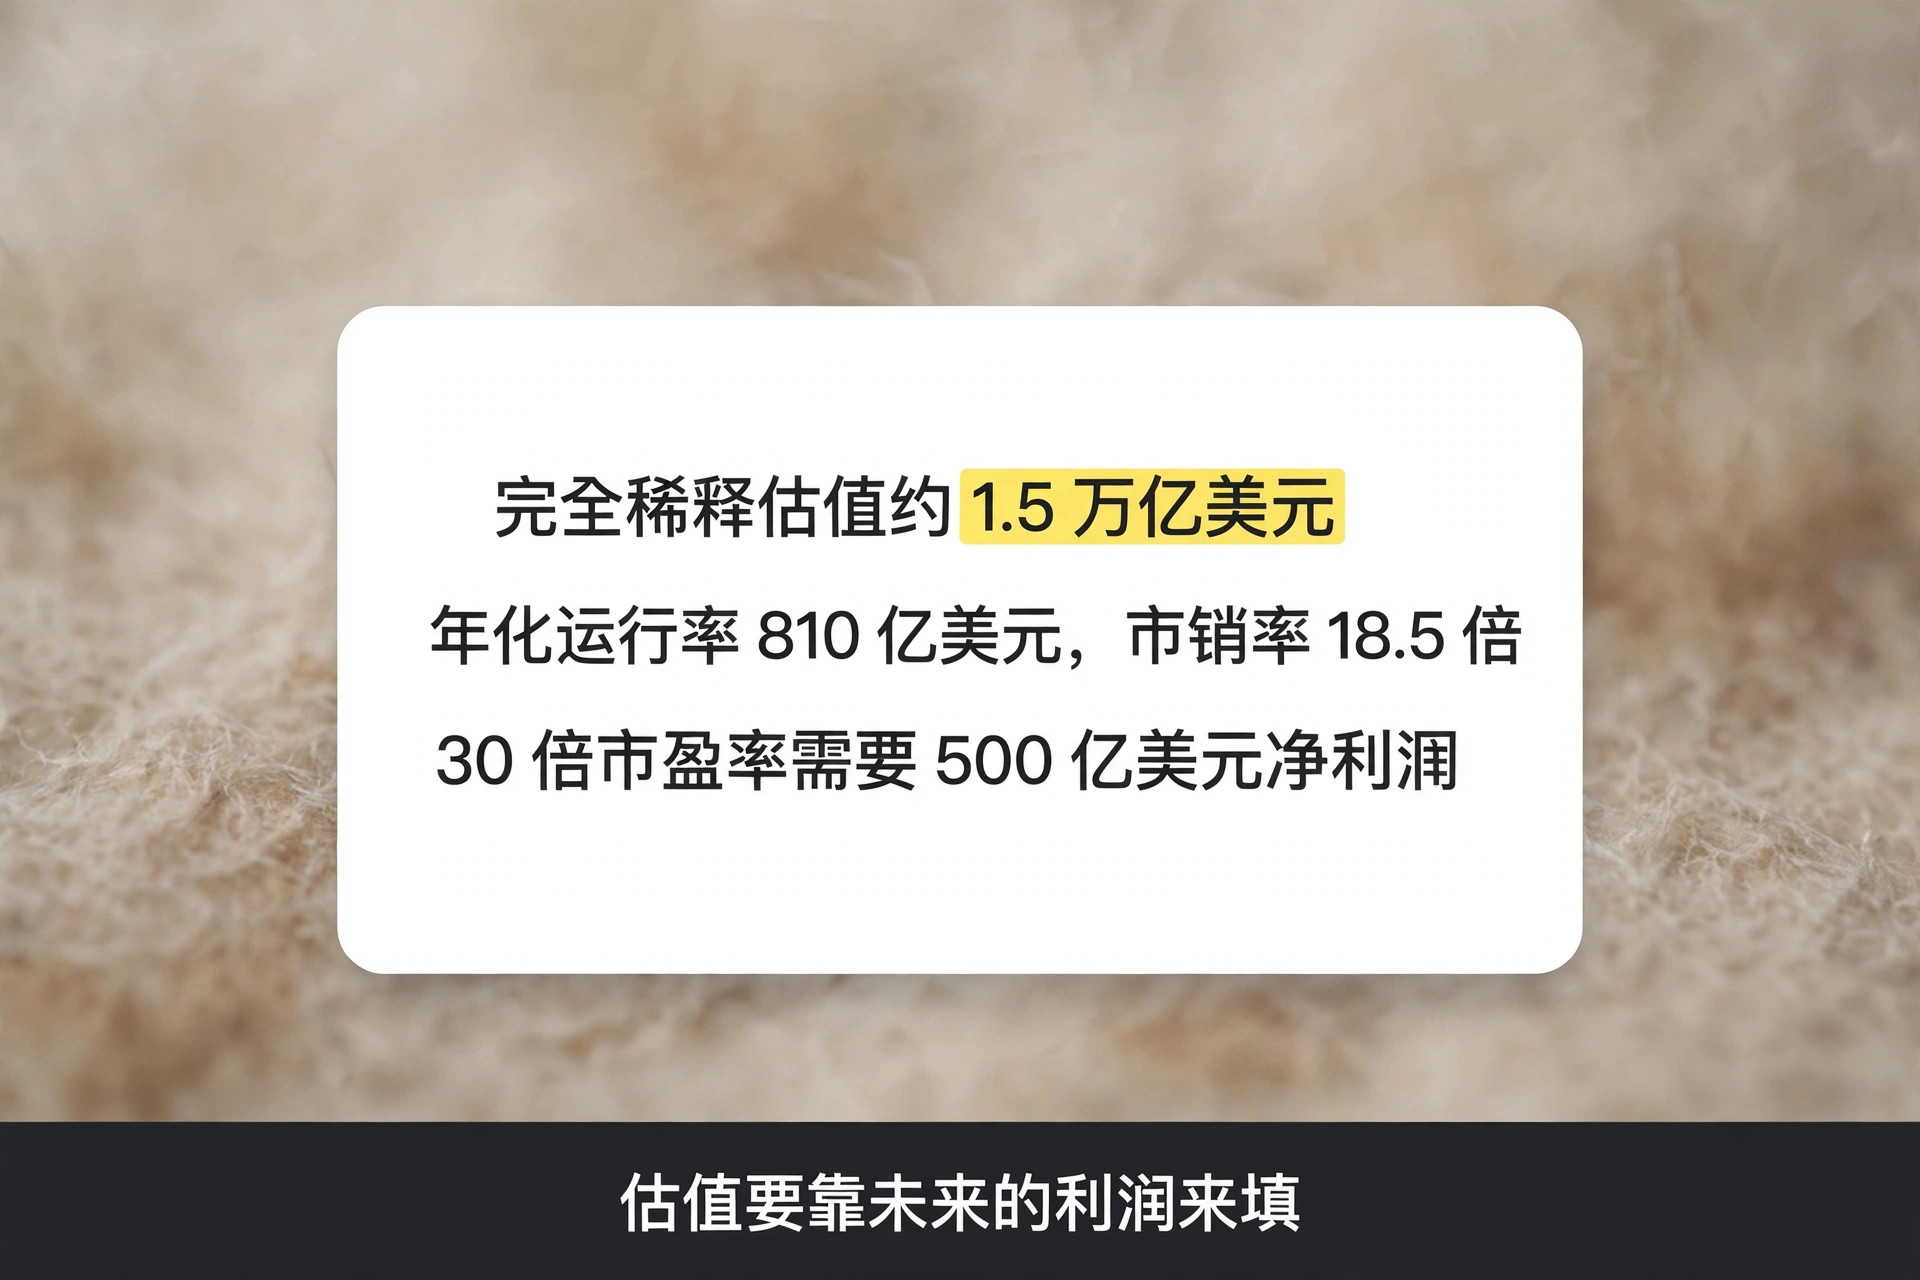 完全稀释估值约 1.5 万亿美元
年化运行率 810 亿美元，市销率 18.5 倍
30 倍市盈率需要 500 亿美元净利润
估值要靠未来的利润来填